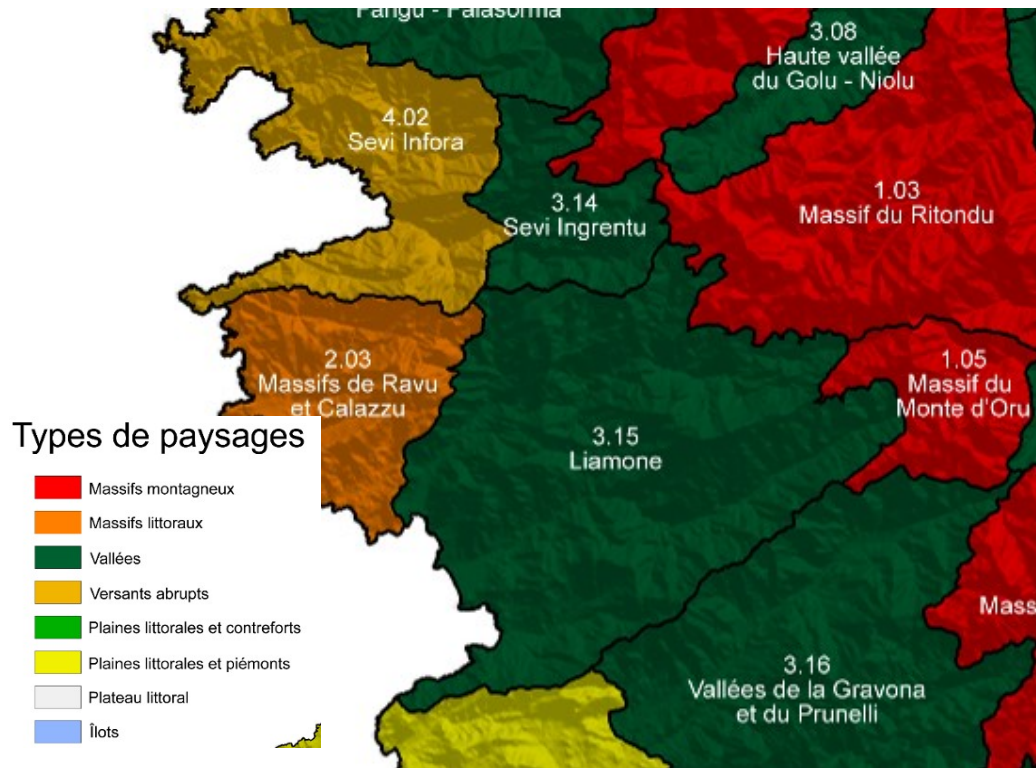 Fangu - Falasorma
3.08
Haute vallée
du Golu - Niolu
4.02
Sevi Infora
1.03
Massif du Ritondu
3.14
Sevi Ingrentu
2.03
Massifs de Ravu
et Calazzu
1.05
Massif du
Monte d'Oru
3.15
Liamone
Types de paysages
Massifs montagneux
Massifs littoraux
Vallées
Versants abrupts
Plaines littorales et contreforts
Plaines littorales et piémonts
Plateau littoral
Îlots
Mass
3.16
Vallées de la Gravona
et du Prunelli